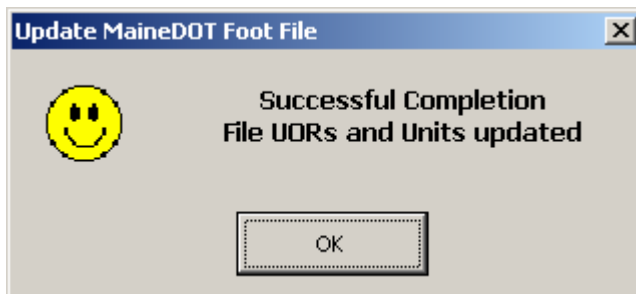 Update MaineDOT Foot File
Successful Completion
File UORs and Units updated
OK